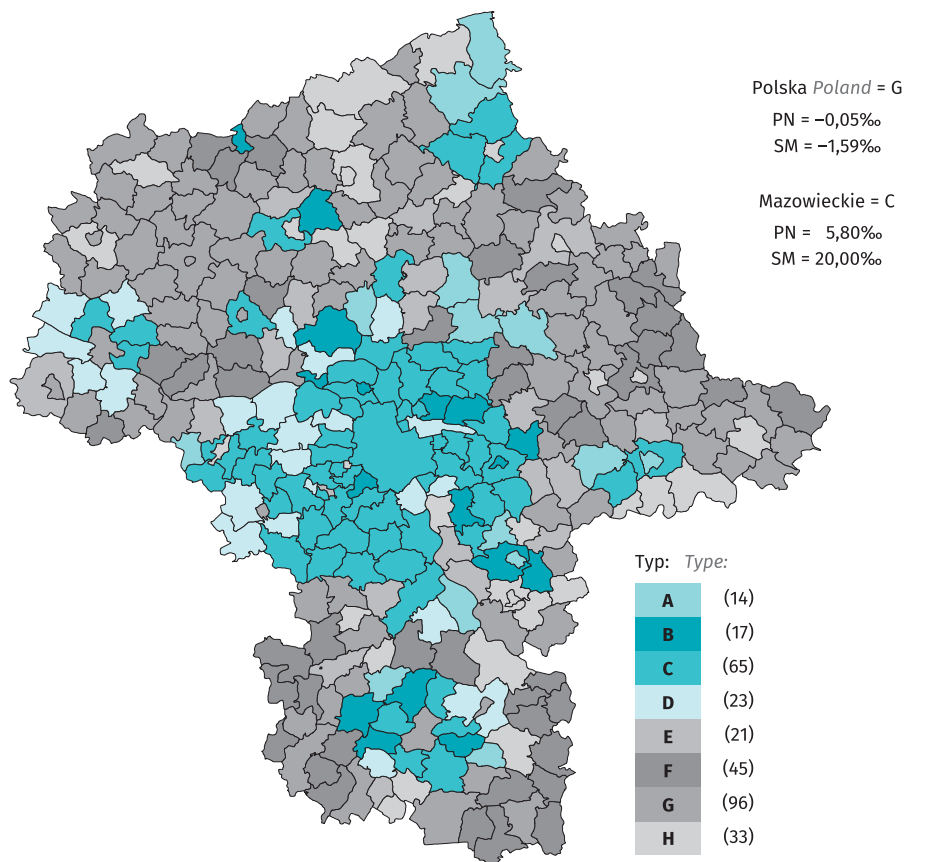 Polska Poland = G
PN = –0,05‰
SM = –1,59‰
Mazowieckie = C
PN = 5,80‰
SM = 20,00‰
Typ: Type:
A (14)
B (17)
C (65)
D (23)
E (21)
F (45)
G (96)
H (33)